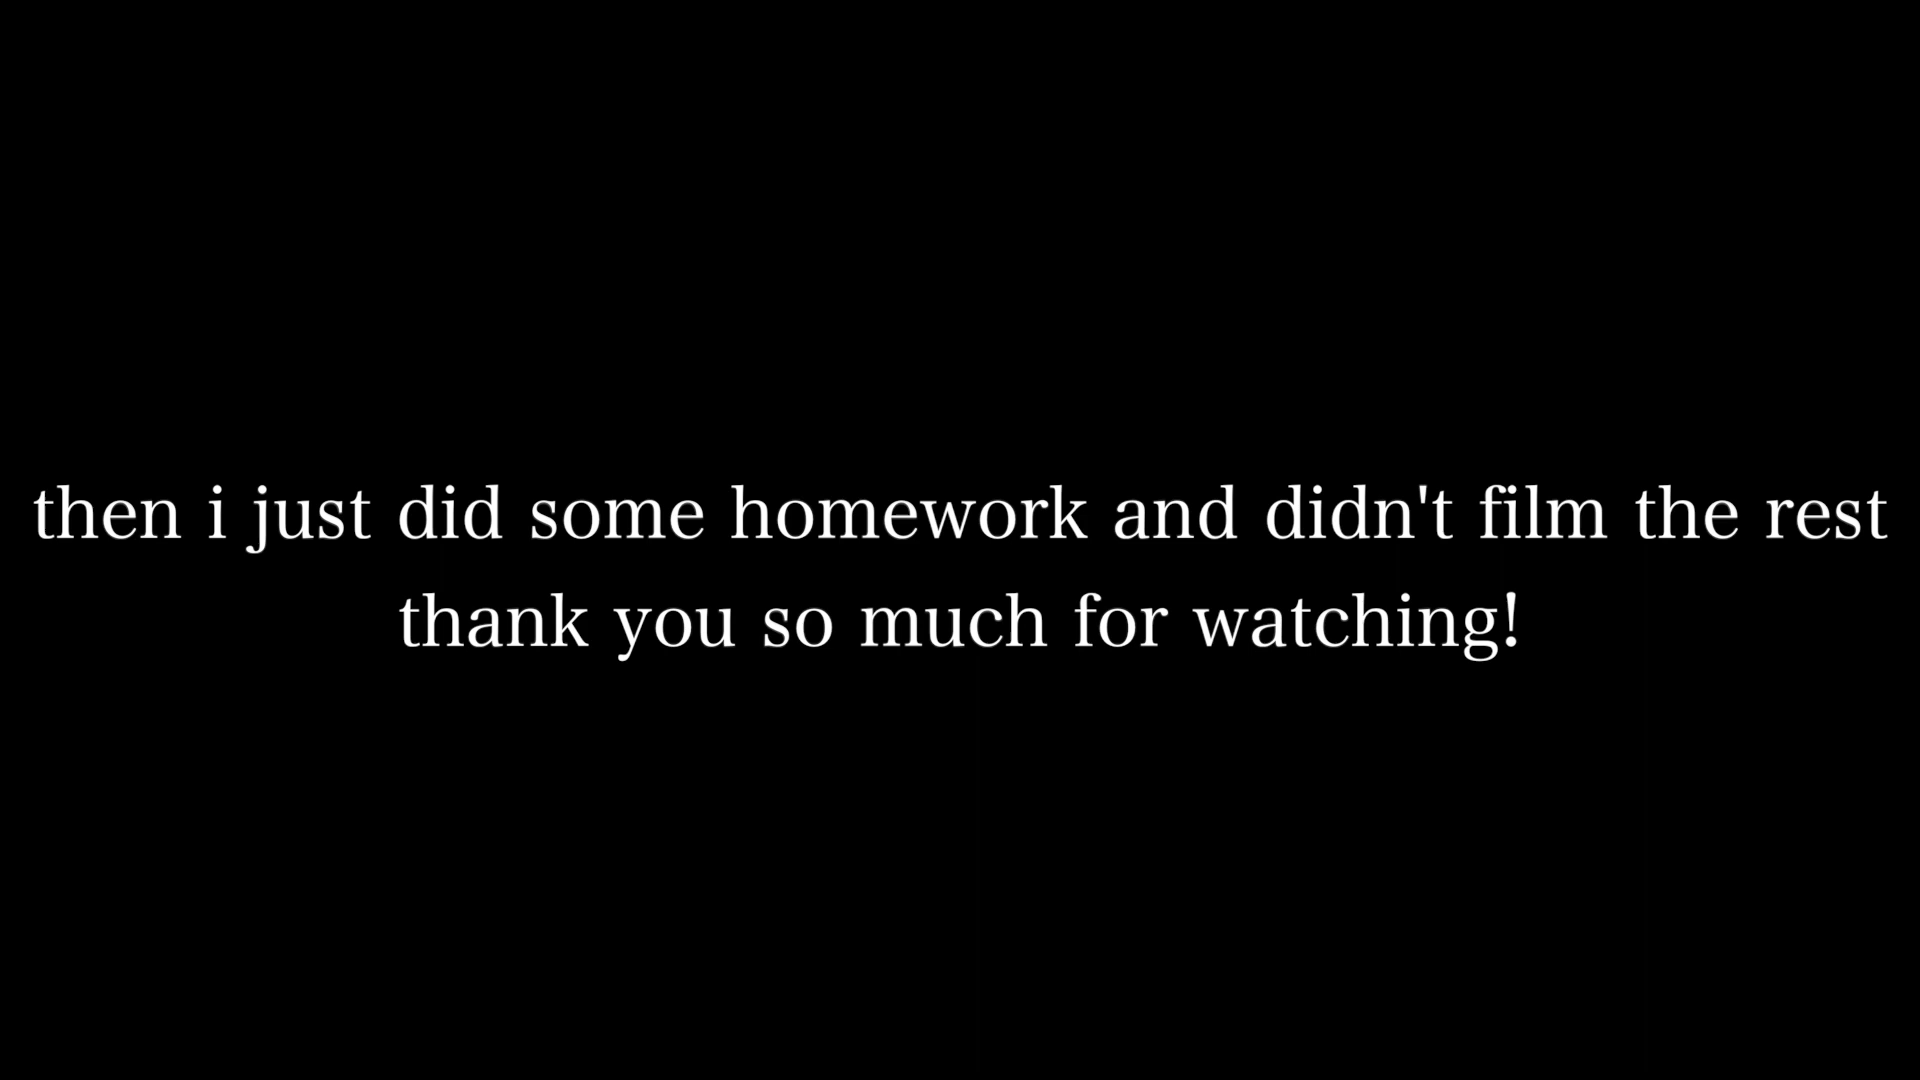 then i just did some homework and didn't film the rest
thank you so much for watching!